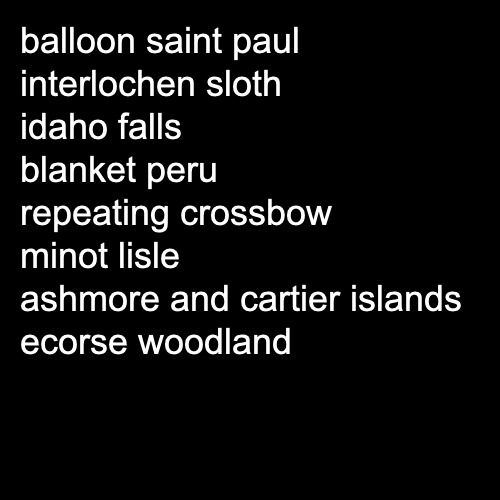 balloon saint paul
interlochen sloth
idaho falls
blanket peru
repeating crossbow
minot lisle
ashmore and cartier islands
ecorse woodland